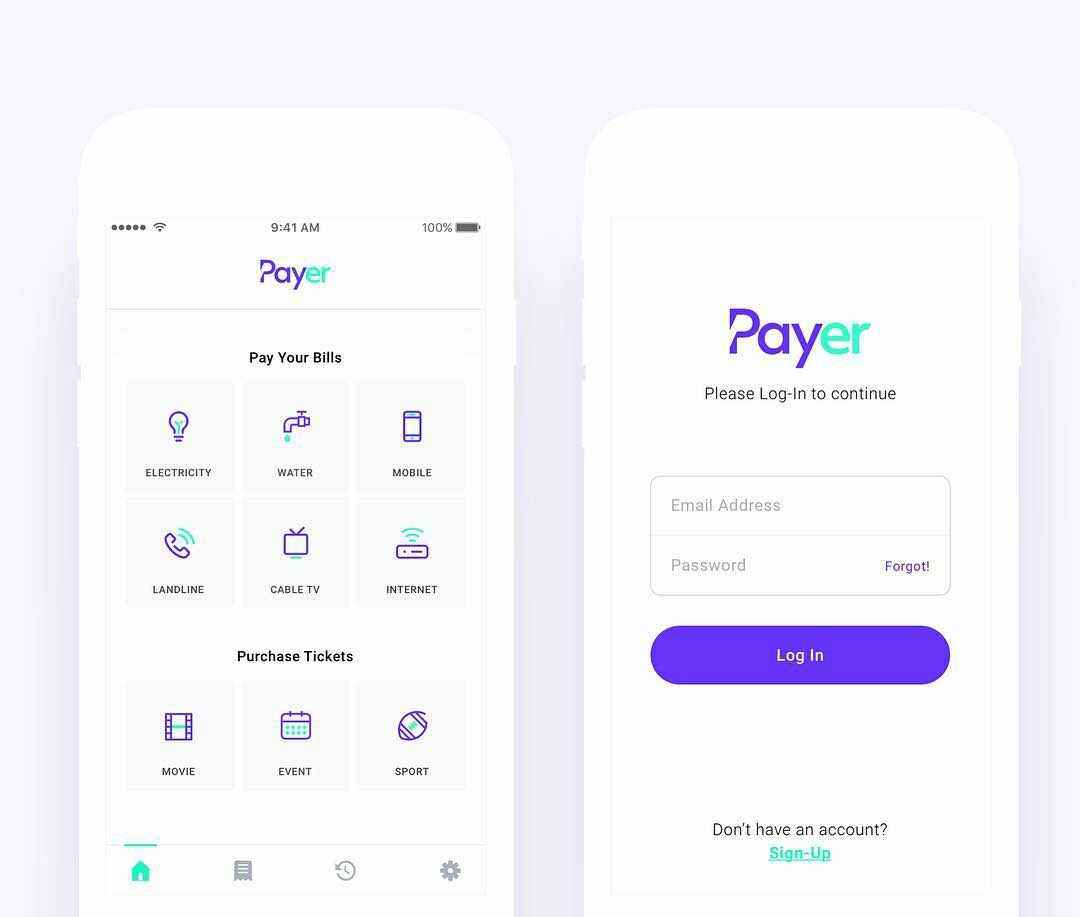 9:41 AM 100%
Payer
Pay Your Bills
ELECTRICITY WATER MOBILE
LANDLINE CABLE TV INTERNET
Purchase Tickets
MOVIE EVENT SPORT
Payer
Please Log-In to continue
Email Address
Password Forgot!
Log In
Don’t have an account?
Sign-Up